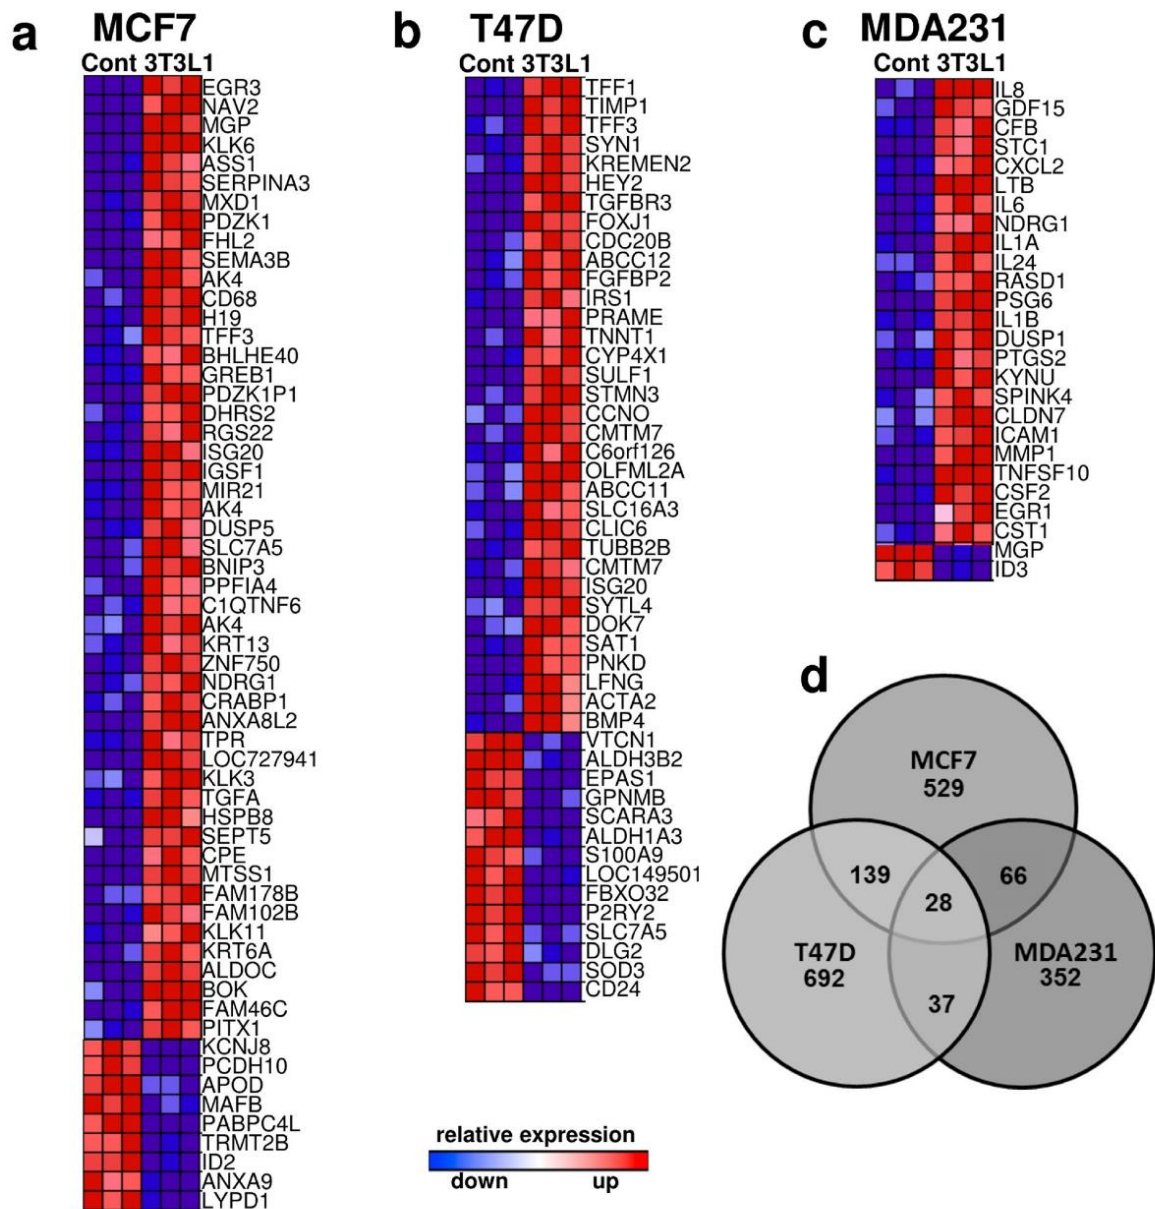 a
MCF7
Cont 3T3L1
EGR3
NAV2
MGP
KLK6
ASS1
SERPINA3
MXD1
PDZK1
FHL2
SEMA3B
AK4
CD68
H19
TFF3
BHLHE40
GREB1
PDZK1P1
DHRS2
RGS22
ISG20
IGSF1
MIR21
AK4
DUSP5
SLC7A5
BNIP3
PPFIA4
C1QTNF6
AK4
KRT13
ZNF750
NDRG1
CRABP1
ANXA8L2
TPR
LOC727941
KLK3
TGFA
HSPB8
SEPT5
CPE
MTSS1
FAM178B
FAM102B
KLK11
KRT6A
ALDOC
BOK
FAM46C
PITX1
KCNJ8
PCDH10
APOD
MAFB
PABPC4L
TRMT2B
ID2
ANXA9
LYPD1
b
T47D
Cont 3T3L1
TFF1
TIMP1
TFF3
SYN1
KREMEN2
HEY2
TGFBR3
FOXJ1
CDC20B
ABCC12
FGFBP2
IRS1
PRAME
TNNT1
CYP4X1
SULF1
STMN3
CCNO
CMTM7
C6orf126
OLFML2A
ABCC11
SLC16A3
CLIC6
TUBB2B
CMTM7
ISG20
SYTL4
DOK7
SAT1
PNKD
LFNG
ACTA2
BMP4
VTCN1
ALDH3B2
EPAS1
GPNMB
SCARA3
ALDH1A3
S100A9
LOC149501
FBXO32
P2RY2
SLC7A5
DLG2
SOD3
CD24
c
MDA231
Cont 3T3L1
IL8
GDF15
CFB
STC1
CXCL2
LTB
IL6
NDRG1
IL1A
IL24
RASD1
PSG6
IL1B
DUSP1
PTGS2
KYNU
SPINK4
CLDN7
ICAM1
MMP1
TNFSF10
CSF2
EGR1
CST1
MGP
ID3
d
MCF7
529
139
66
28
T47D
692
MDA231
352
37
relative expression
down up